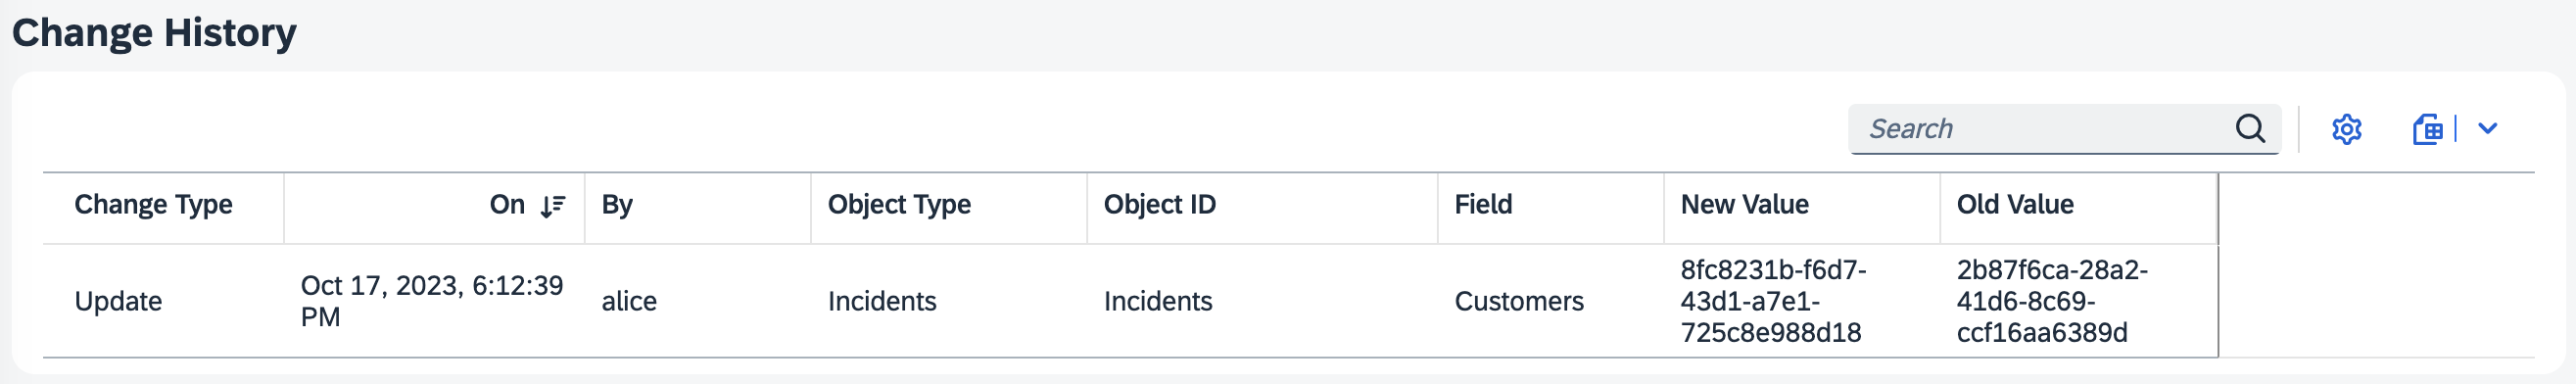 Change History
Search
Change Type On By Object Type Object ID Field New Value Old Value
Update Oct 17, 2023, 6:12:39 PM alice Incidents Incidents Customers 8fc8231b-f6d7-43d1-a7e1-725c8e988d18 2b87f6ca-28a2-41d6-8c69-ccf16aa6389d